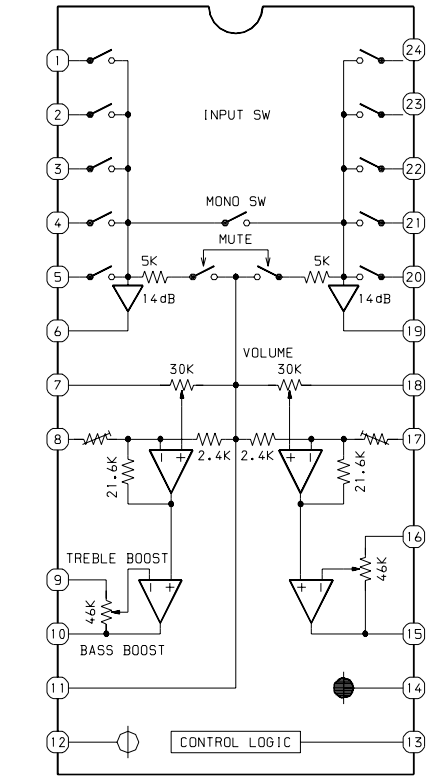 1
24
2
INPUT SW
23
3
22
4
MONO SW
21
MUTE
5
5K
5K
20
14dB
14dB
6
19
VOLUME
30K
30K
7
18
8
17
2.4K
2.4K
21.6K
21.6K
- +
+ -
16
TREBLE BOOST
9
46K
46K
- +
+ -
10
15
BASS BOOST
11
14
12
CONTROL LOGIC
13